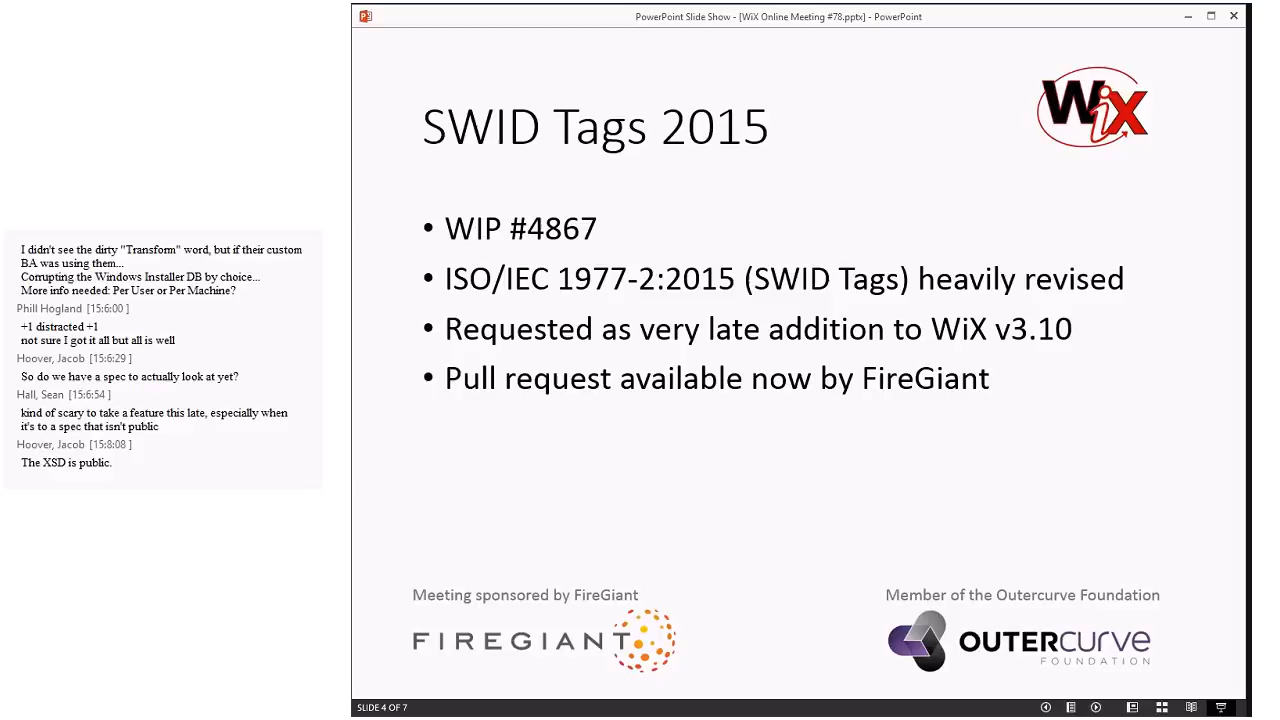 I didn't see the dirty "Transform" word, but if their custom
BA was using them...
Corrupting the Windows Installer DB by choice...
More info needed: Per User or Per Machine?
Phill Hogland [15:6:00 ]
+1 distracted +1
not sure I got it all but all is well
Hoover, Jacob [15:6:29 ]
So do we have a spec to actually look at yet?
Hall, Sean [15:6:54 ]
kind of scary to take a feature this late, especially when
it's to a spec that isn't public
Hoover, Jacob [15:8:08 ]
The XSD is public.
PowerPoint Slide Show - [WiX Online Meeting #78.pptx] - PowerPoint
WiX
SWID Tags 2015
• WIP #4867
• ISO/IEC 1977-2:2015 (SWID Tags) heavily revised
• Requested as very late addition to WiX v3.10
• Pull request available now by FireGiant
Meeting sponsored by FireGiant
FIREGIANT
Member of the Outercurve Foundation
OUTERCURVE
FOUNDATION
SLIDE 4 OF 7